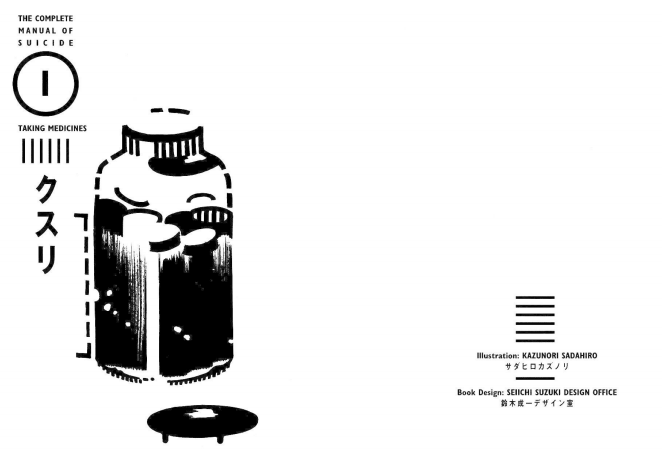 THE COMPLETE
MANUAL OF
SUICIDE
1
TAKING MEDICINES
クスリ
Illustration: KAZUNORI SADAHIRO
サダヒロカズノリ
Book Design: SEIICHI SUZUKI DESIGN OFFICE
鈴木成一デザイン室